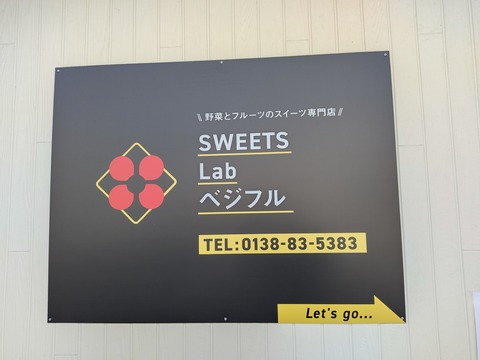 \\ 野菜とフルーツのスイーツ専門店 //
SWEETS
Lab
ベジフル
TEL:0138-83-5383
Let's go...